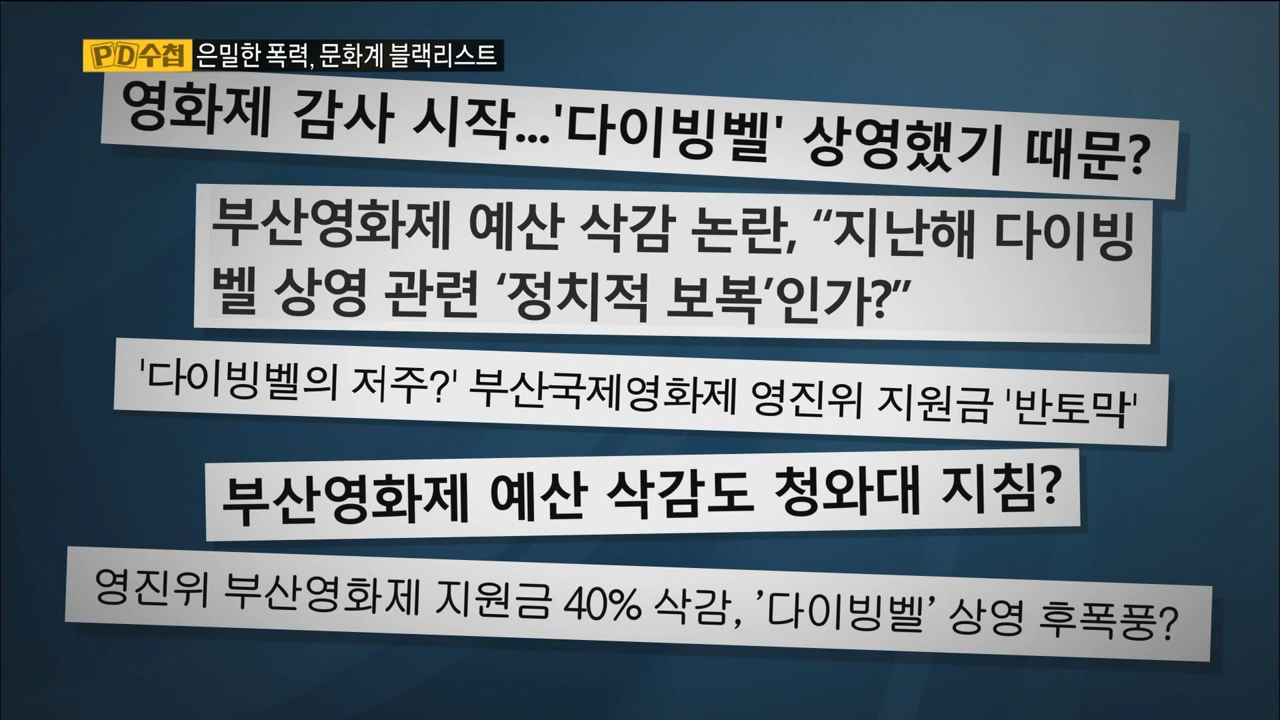 PD수첩 은밀한 폭력, 문화계 블랙리스트
영화제 감사 시작...'다이빙벨' 상영했기 때문?
부산영화제 예산 삭감 논란, “지난해 다이빙
벨 상영 관련 ‘정치적 보복’인가?”
'다이빙벨의 저주?' 부산국제영화제 영진위 지원금 '반토막'
부산영화제 예산 삭감도 청와대 지침?
영진위 부산영화제 지원금 40% 삭감, ’다이빙벨’ 상영 후폭풍?